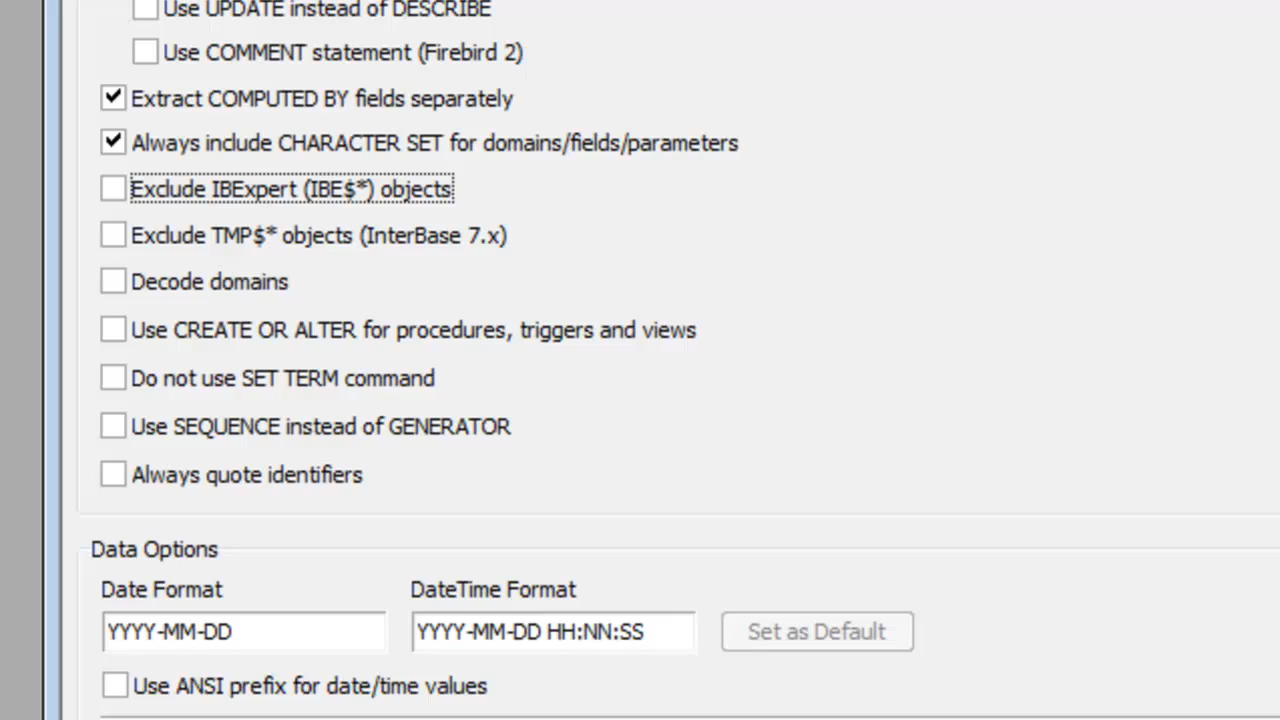 Use UPDATE instead of DESCRIBE
Use COMMENT statement (Firebird 2)
Extract COMPUTED BY fields separately
Always include CHARACTER SET for domains/fields/parameters
Exclude IBExpert (IBE$*) objects
Exclude TMP$* objects (InterBase 7.x)
Decode domains
Use CREATE OR ALTER for procedures, triggers and views
Do not use SET TERM command
Use SEQUENCE instead of GENERATOR
Always quote identifiers
Data Options
Date Format DateTime Format
YYYY-MM-DD YYYY-MM-DD HH:NN:SS Set as Default
Use ANSI prefix for date/time values